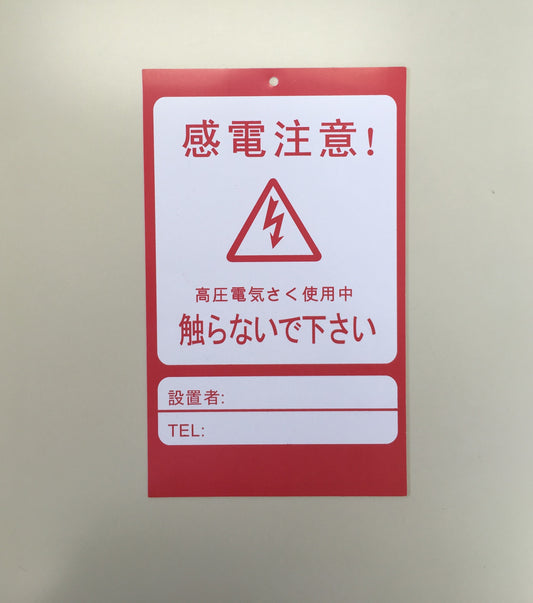 感電注意!
高圧電気さく使用中
触らないで下さい
設置者:
TEL: